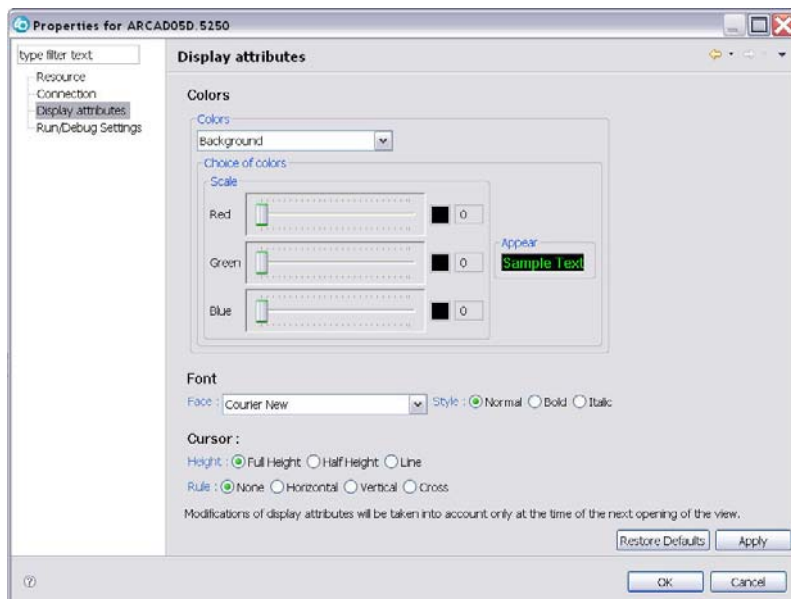 Properties for ARCAD05D.5250
type filter text
Resource
Connection
Display attributes
Run/Debug Settings
Display attributes
Colors
Colors
Background
Choice of colors
Scale
Red 0
Green 0
Blue 0
Appear
Sample Text
Font
Face : Courier New Style : Normal Bold Italic
Cursor :
Height : Full Height Half Height Line
Rule : None Horizontal Vertical Cross
Modifications of display attributes will be taken into account only at the time of the next opening of the view.
Restore Defaults Apply
? OK Cancel